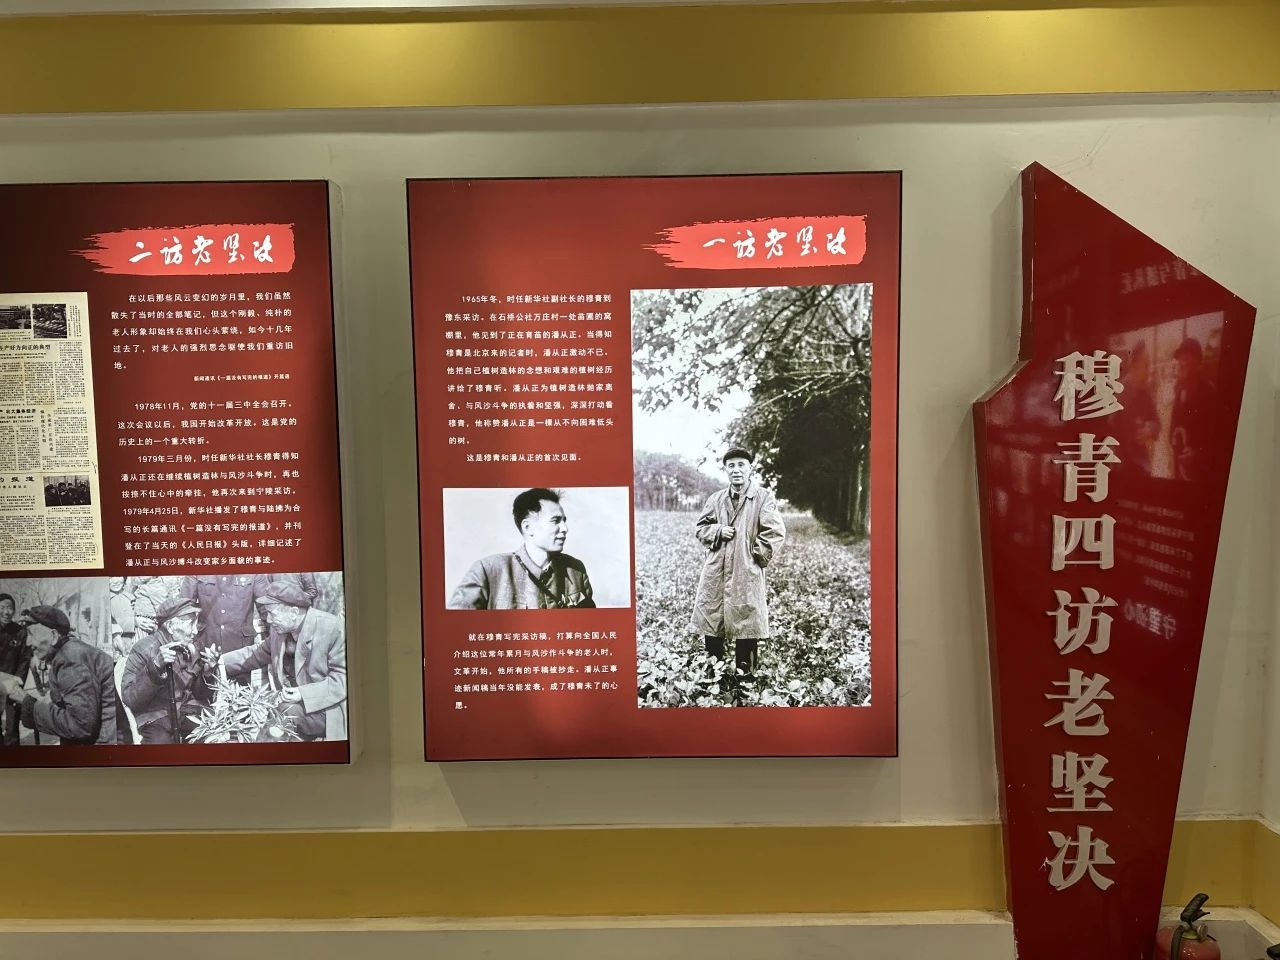 穆青四访老坚决
一访老坚决
1965年冬，时任新华社副社长的穆青到
豫东采访。在石桥公社万庄村一处苗圃的窝
棚里，他见到了正在育苗的潘从正。当得知
穆青是北京来的记者时，潘从正激动不已。
他把自己植树造林的念想和艰难的植树经历
讲给了穆青听。潘从正为植树造林抛家离
舍、与风沙斗争的执着和坚强，深深打动着
穆青，他称赞潘从正是一棵从不向困难低头
的树。
这是穆青和潘从正的首次见面。
就在穆青写完采访稿，打算向全国人民
介绍这位常年累月与风沙作斗争的老人时，
文革开始，他所有的手稿被抄走。潘从正事
迹新闻稿当年没能发表，成了穆青未了的心
愿。
二访老坚决
在以后那些风云变幻的岁月里，我们虽然
散失了当时的全部笔记，但这个刚毅、纯朴的
老人形象却始终在我们心头萦绕，如今十几年
过去了，对老人的强烈思念驱使我们重访旧
地。
新闻通讯《一篇没有写完的报道》开篇语
1978年11月，党的十一届三中全会召开。
这次会议以后，我国开始改革开放。这是党的
历史上的一个重大转折。
1979年三月份，时任新华社社长穆青得知
潘从正还在继续植树造林与风沙斗争时，再也
按捺不住心中的牵挂，他再次来到宁陵采访。
1979年4月25日，新华社播发了穆青与陆拂为合
写的长篇通讯《一篇没有写完的报道》，并刊
登在了当天的《人民日报》头版，详细记述了
潘从正与风沙搏斗改变家乡面貌的事迹。